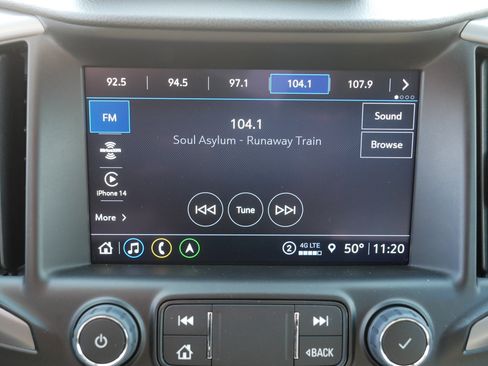 92.5 94.5 97.1 104.1 107.9
FM
104.1
Soul Asylum - Runaway Train
Sound
Browse
iPhone 14
More
Tune
2 4G LTE 50° 11:20
BACK